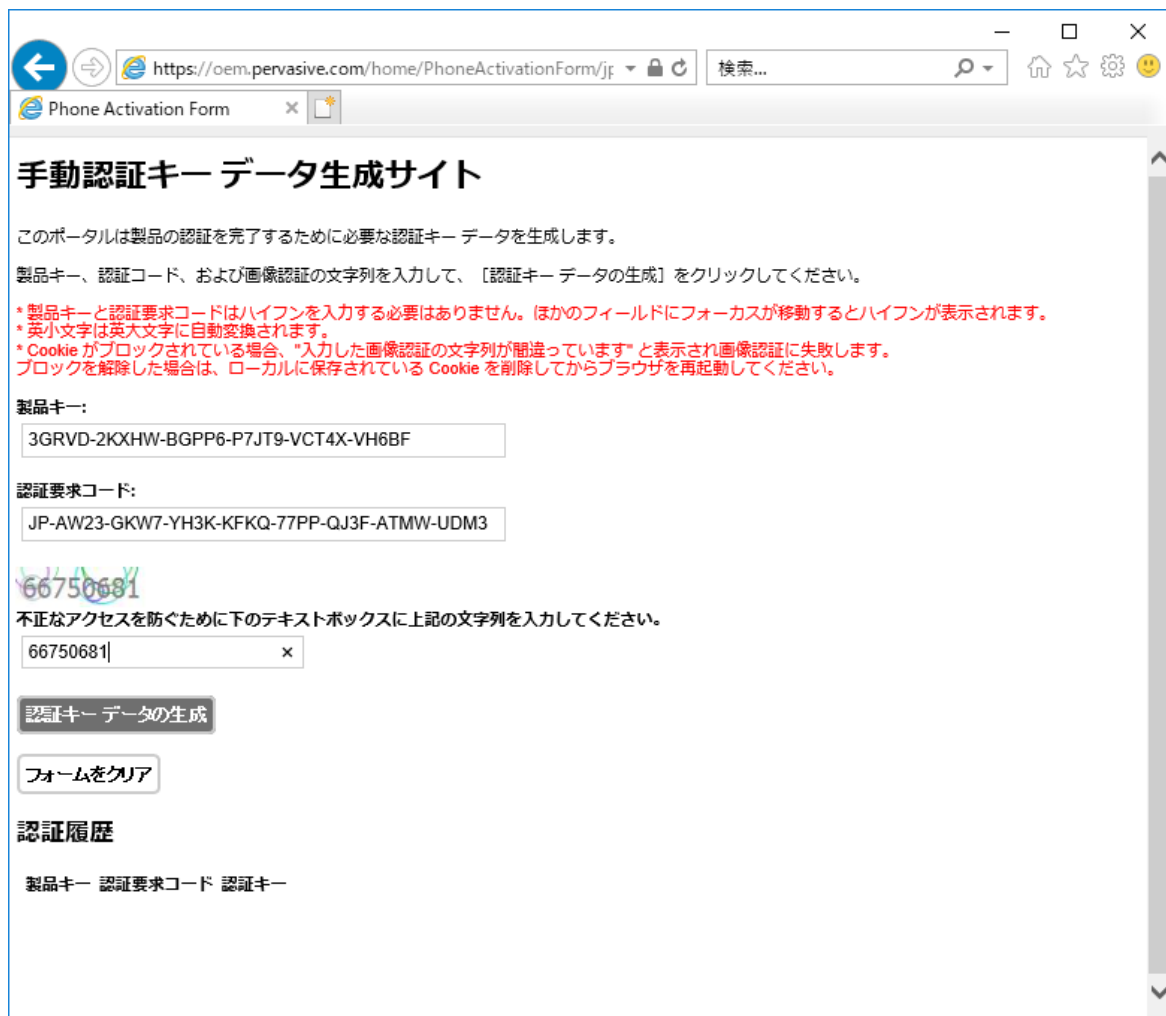 https://oem.pervasive.com/home/PhoneActivationForm/jp
検索...
Phone Activation Form
手動認証キー データ生成サイト
このポータルは製品の認証を完了するために必要な認証キー データを生成します。
製品キー、認証コード、および画像認証の文字列を入力して、［認証キー データの生成］をクリックしてください。
* 製品キーと認証要求コードはハイフンを入力する必要はありません。ほかのフィールドにフォーカスが移動するとハイフンが表示されます。
* 英小文字は英大文字に自動変換されます。
* Cookie がブロックされている場合、"入力した画像認証の文字列が間違っています" と表示され画像認証に失敗します。
ブロックを解除した場合は、ローカルに保存されている Cookie を削除してからブラウザを再起動してください。
製品キー:
3GRVD-2KXHW-BGPP6-P7JT9-VCT4X-VH6BF
認証要求コード:
JP-AW23-GKW7-YH3K-KFKQ-77PP-QJ3F-ATMW-UDM3
66750681
不正なアクセスを防ぐために下のテキストボックスに上記の文字列を入力してください。
66750681
認証キー データの生成
フォームをクリア
認証履歴
製品キー 認証要求コード 認証キー